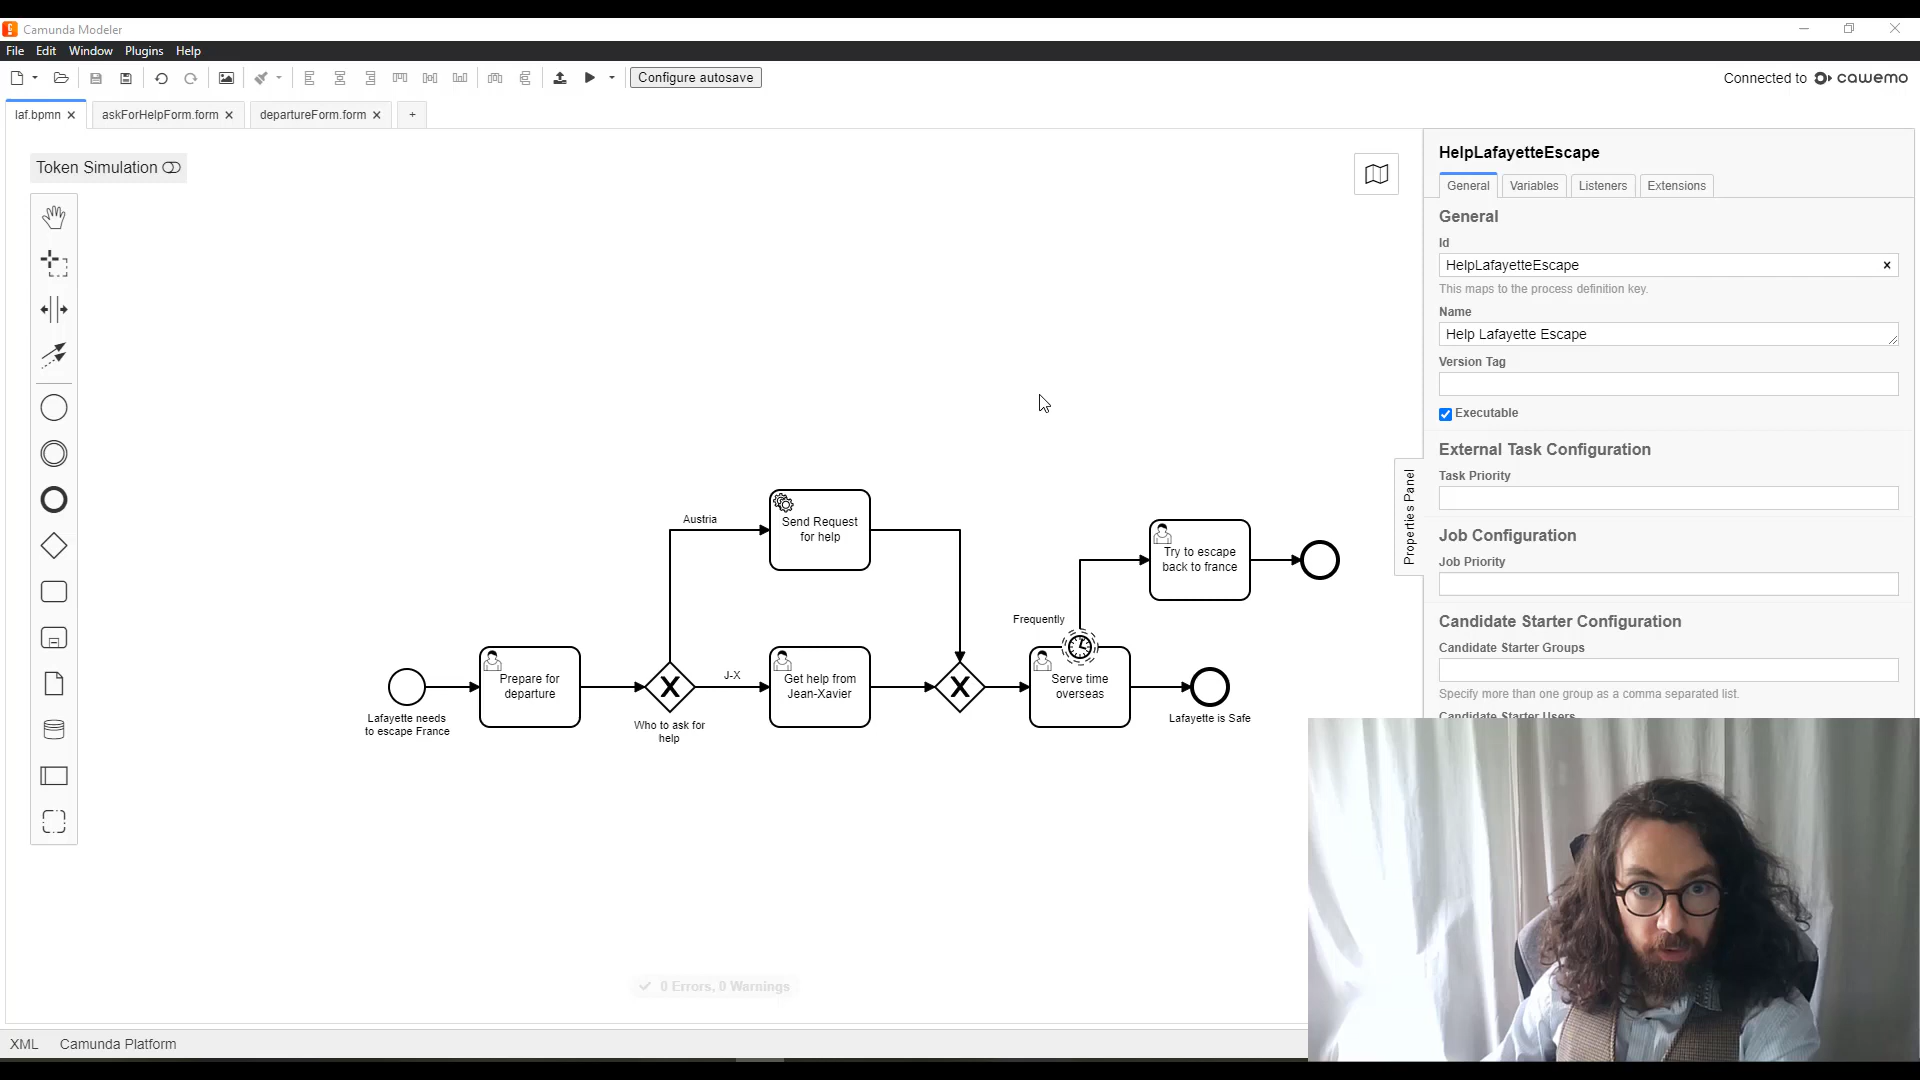 Camunda Modeler
File Edit Window Plugins Help
Configure autosave
Connected to cawemo
laf.bpmn
askForHelpForm.form
departureForm.form
+
Token Simulation
HelpLafayetteEscape
General Variables Listeners Extensions
General
Id
HelpLafayetteEscape
This maps to the process definition key.
Name
Help Lafayette Escape
Version Tag
Executable
External Task Configuration
Task Priority
Job Configuration
Job Priority
Candidate Starter Configuration
Candidate Starter Groups
Specify more than one group as a comma separated list.
Candidate Starter Users
Properties Panel
Austria
Send Request
for help
Try to escape
back to france
Frequently
Prepare for
departure
J-X
Get help from
Jean-Xavier
Serve time
overseas
Lafayette needs
to escape France
Who to ask for
help
Lafayette is Safe
0 Errors, 0 Warnings
XML Camunda Platform